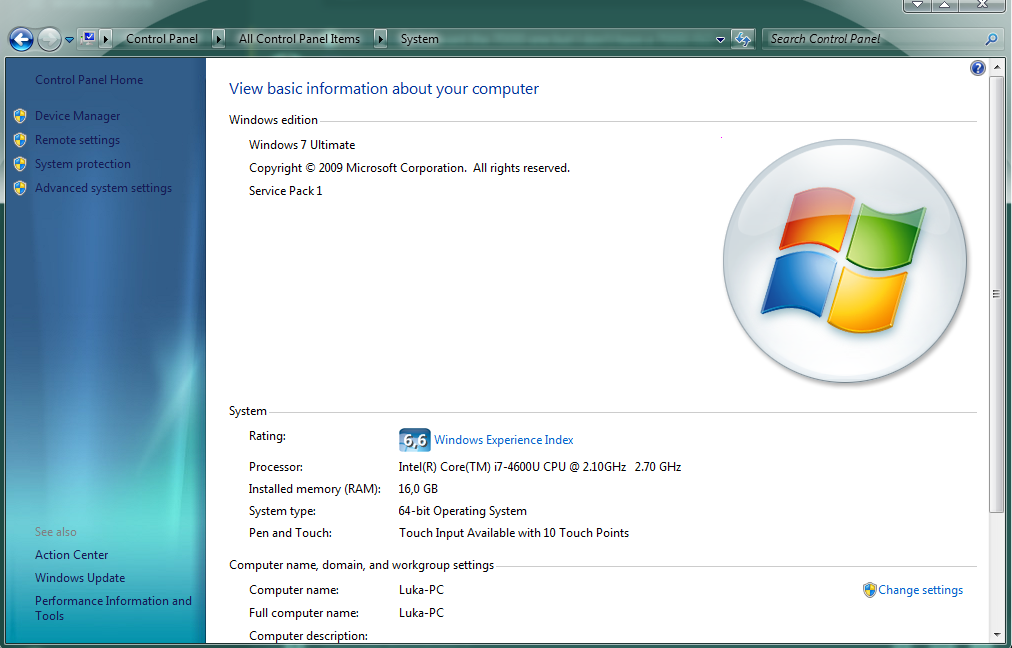 Control Panel All Control Panel Items System Search Control Panel
Control Panel Home
Device Manager
Remote settings
System protection
Advanced system settings
See also
Action Center
Windows Update
Performance Information and
Tools
View basic information about your computer
Windows edition
Windows 7 Ultimate
Copyright © 2009 Microsoft Corporation. All rights reserved.
Service Pack 1
System
Rating: 6,6 Windows Experience Index
Processor: Intel(R) Core(TM) i7-4600U CPU @ 2.10GHz 2.70 GHz
Installed memory (RAM): 16,0 GB
System type: 64-bit Operating System
Pen and Touch: Touch Input Available with 10 Touch Points
Computer name, domain, and workgroup settings
Computer name: Luka-PC Change settings
Full computer name: Luka-PC
Computer description: